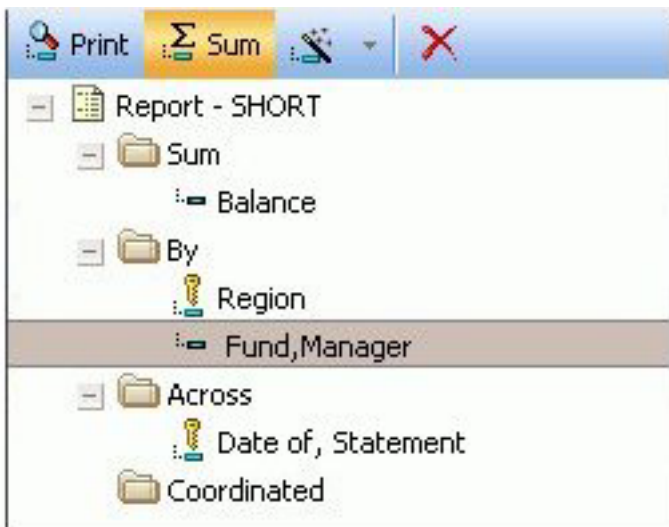 Print Sum
Report - SHORT
Sum
Balance
By
Region
Fund,Manager
Across
Date of, Statement
Coordinated